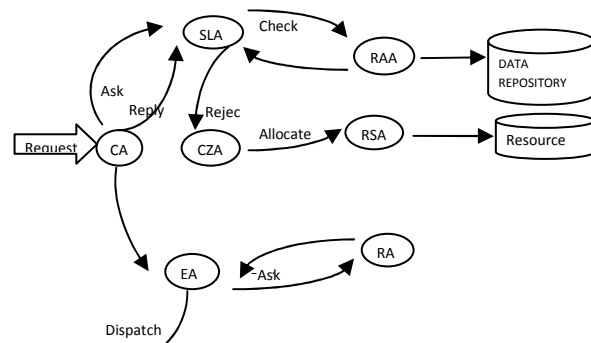 SLA
Check
RAA
DATA
REPOSITORY
Ask
Reply
Rejec
Request
CA
CZA
Allocate
RSA
Resource
EA
Ask
RA
Dispatch